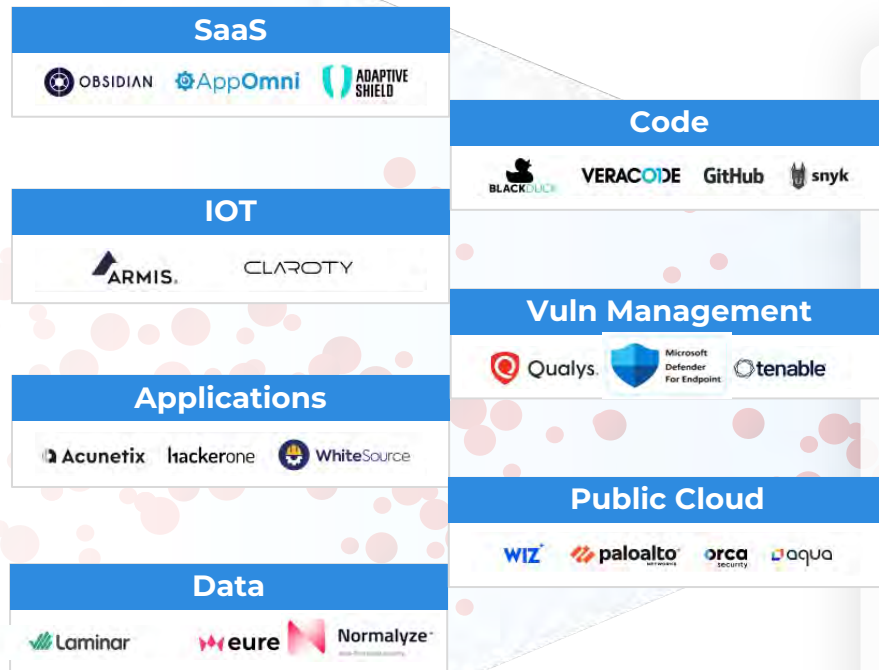 SaaS
OBSIDIAN AppOmni ADAPTIVE SHIELD
Code
BLACKDUCK VERACODE GitHub snyk
IOT
ARMIS. CLAROTY
Vuln Management
Qualys. Microsoft Defender For Endpoint tenable
Applications
Acunetix hackerone WhiteSource
Public Cloud
WIZ paloalto NETWORKS orca security aqua
Data
Laminar eure Normalyze